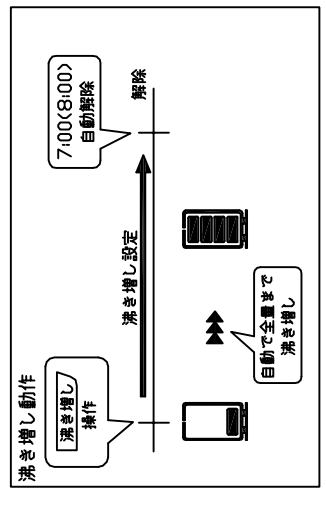 沸き増し動作
沸き増し
操作
沸き増し設定
7:00(8:00)
自動解除
解除
自動で全量まで
沸き増し